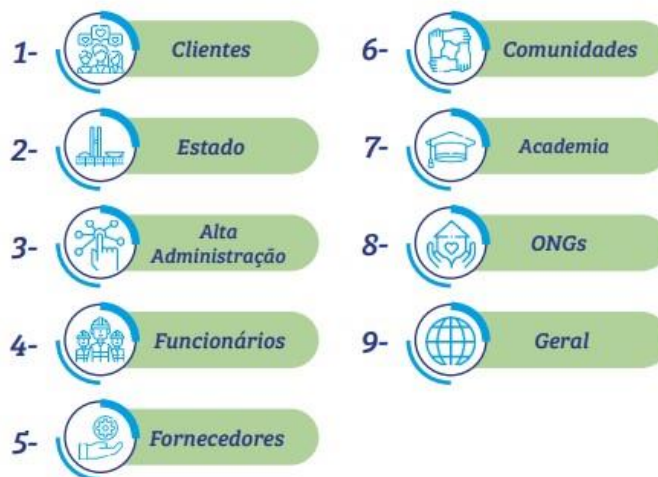 1- Clientes
2- Estado
3- Alta
Administração
4- Funcionários
5- Fornecedores
6- Comunidades
7- Academia
8- ONGs
9- Geral